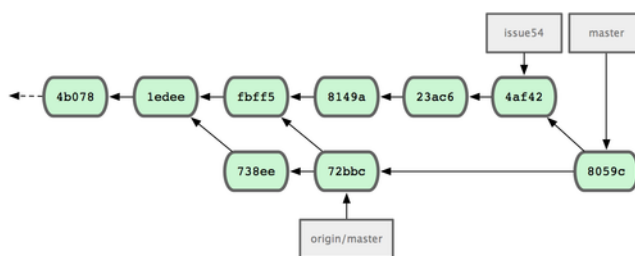 issue54 master
4b078 1edee fbff5 8149a 23ac6 4af42
738ee 72bbc 8059c
origin/master